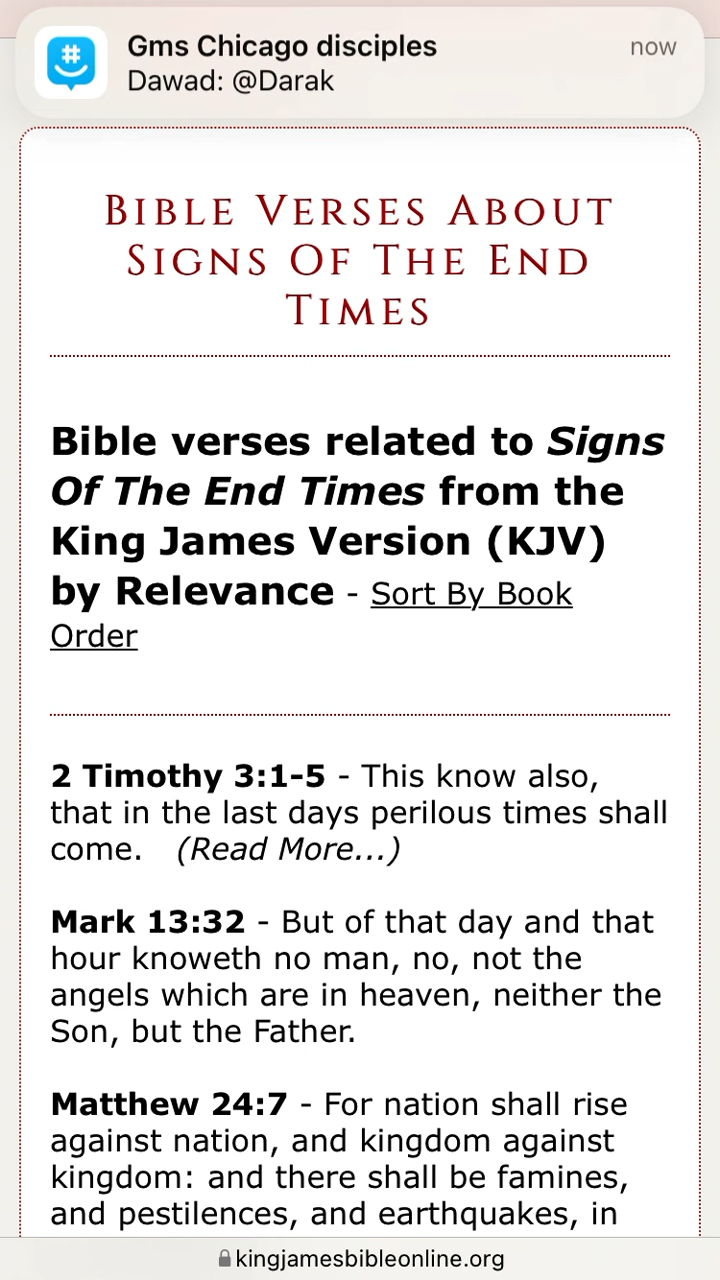 Gms Chicago disciples
now
Dawad: @Darak
Bible Verses About
Signs Of The End
Times
Bible verses related to Signs
Of The End Times from the
King James Version (KJV)
by Relevance - Sort By Book
Order
2 Timothy 3:1-5 - This know also,
that in the last days perilous times shall
come. (Read More...)
Mark 13:32 - But of that day and that
hour knoweth no man, no, not the
angels which are in heaven, neither the
Son, but the Father.
Matthew 24:7 - For nation shall rise
against nation, and kingdom against
kingdom: and there shall be famines,
and pestilences, and earthquakes, in
kingjamesbibleonline.org